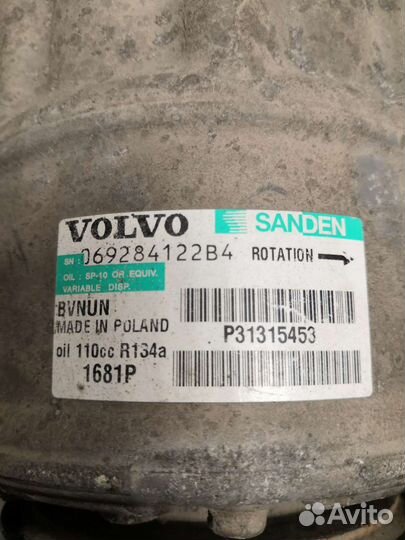 VOLVO SANDEN
SN : 069284122B4 ROTATION
OIL : SP-10 OR EQUIV.
VARIABLE DISP.
BVNUN
MADE IN POLAND
P31315453
oil 110cc R134a
1681P
Avito